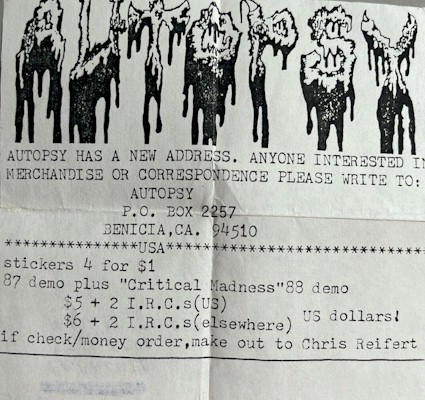 AUTOPSY
AUTOPSY HAS A NEW ADDRESS. ANYONE INTERESTED IN
MERCHANDISE OR CORRESPONDENCE PLEASE WRITE TO:
AUTOPSY
P.O. BOX 2257
BENICIA,CA. 94510
***************USA***************************
stickers 4 for $1
87 demo plus "Critical Madness"88 demo
$5 + 2 I.R.C.s(US)
$6 + 2 I.R.C.s(elsewhere) US dollars!
if check/money order,make out to Chris Reifert